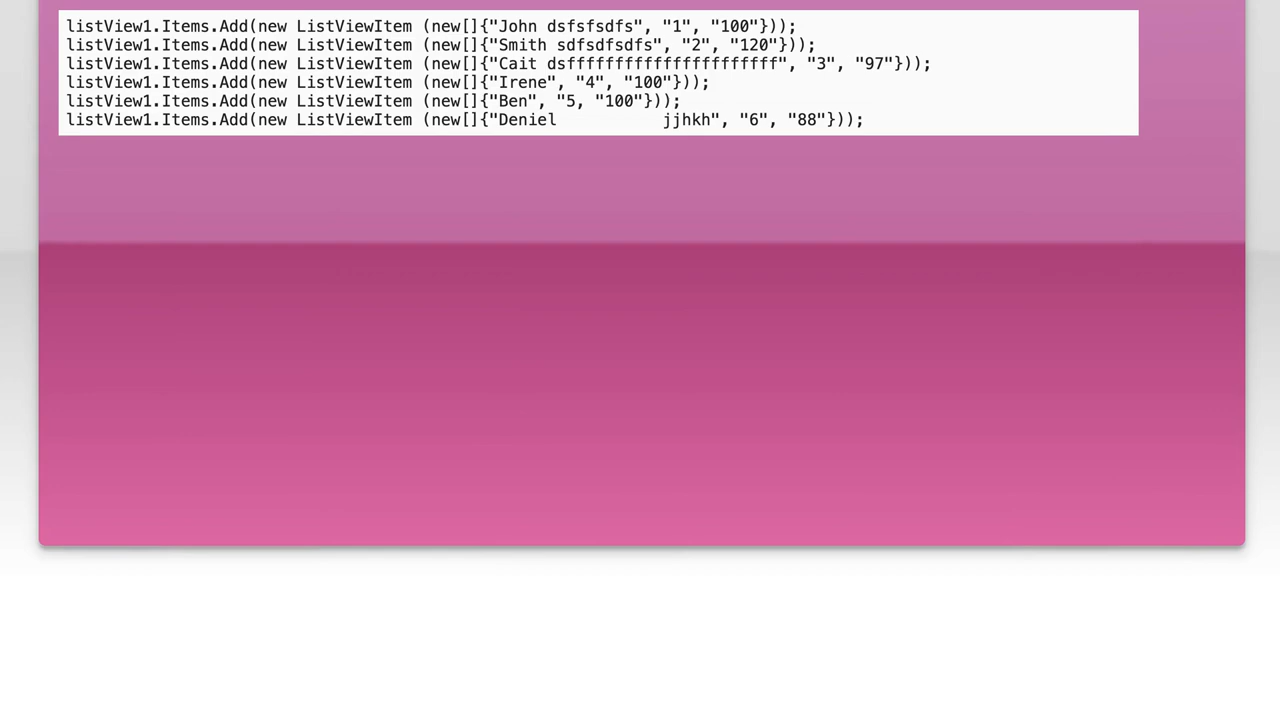 listView1.Items.Add(new ListViewItem (new[]{"John dsfsfsdfs", "1", "100"}));
listView1.Items.Add(new ListViewItem (new[]{"Smith sdfsdfsdfs", "2", "120"}));
listView1.Items.Add(new ListViewItem (new[]{"Cait dsffffffffffffffffffffff", "3", "97"}));
listView1.Items.Add(new ListViewItem (new[]{"Irene", "4", "100"}));
listView1.Items.Add(new ListViewItem (new[]{"Ben", "5, "100"}));
listView1.Items.Add(new ListViewItem (new[]{"Deniel           jjhkh", "6", "88"}));